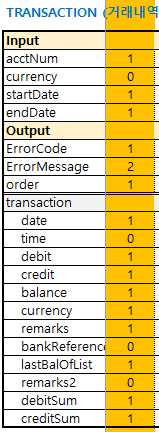 TRANSACTION (거래내역
Input
acctNum 1
currency 0
startDate 1
endDate 1
Output
ErrorCode 1
ErrorMessage 2
order 1
transaction
date 1
time 0
debit 1
credit 1
balance 1
currency 1
remarks 1
bankReference 0
lastBalOfList 1
remarks2 0
debitSum 1
creditSum 1